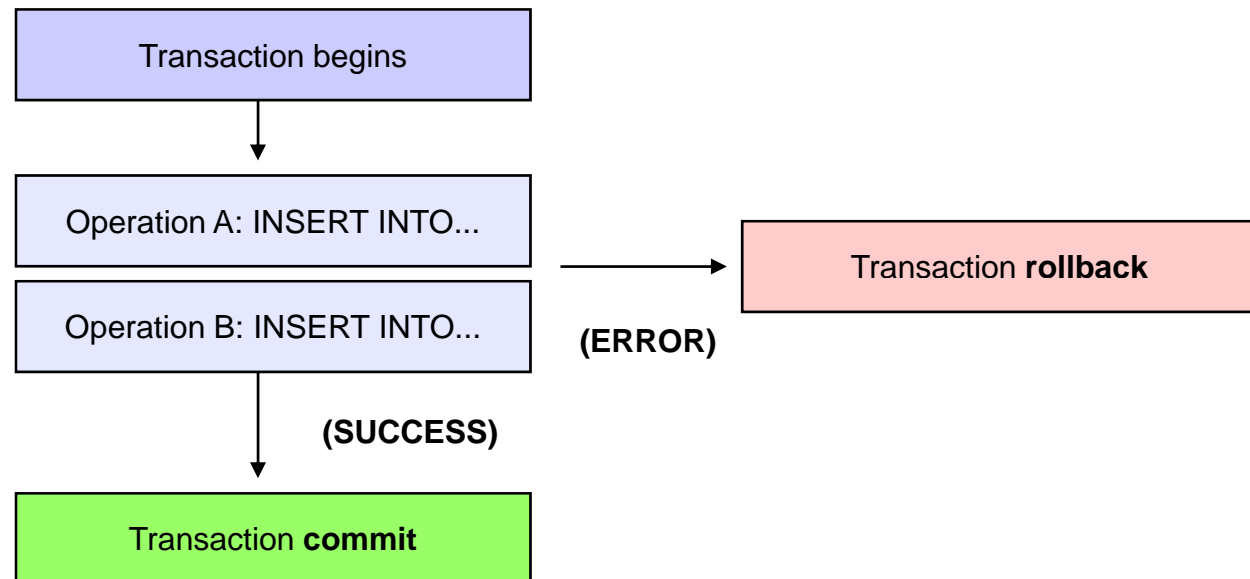 Transaction begins
Operation A: INSERT INTO...
Operation B: INSERT INTO...
Transaction rollback
(ERROR)
(SUCCESS)
Transaction commit